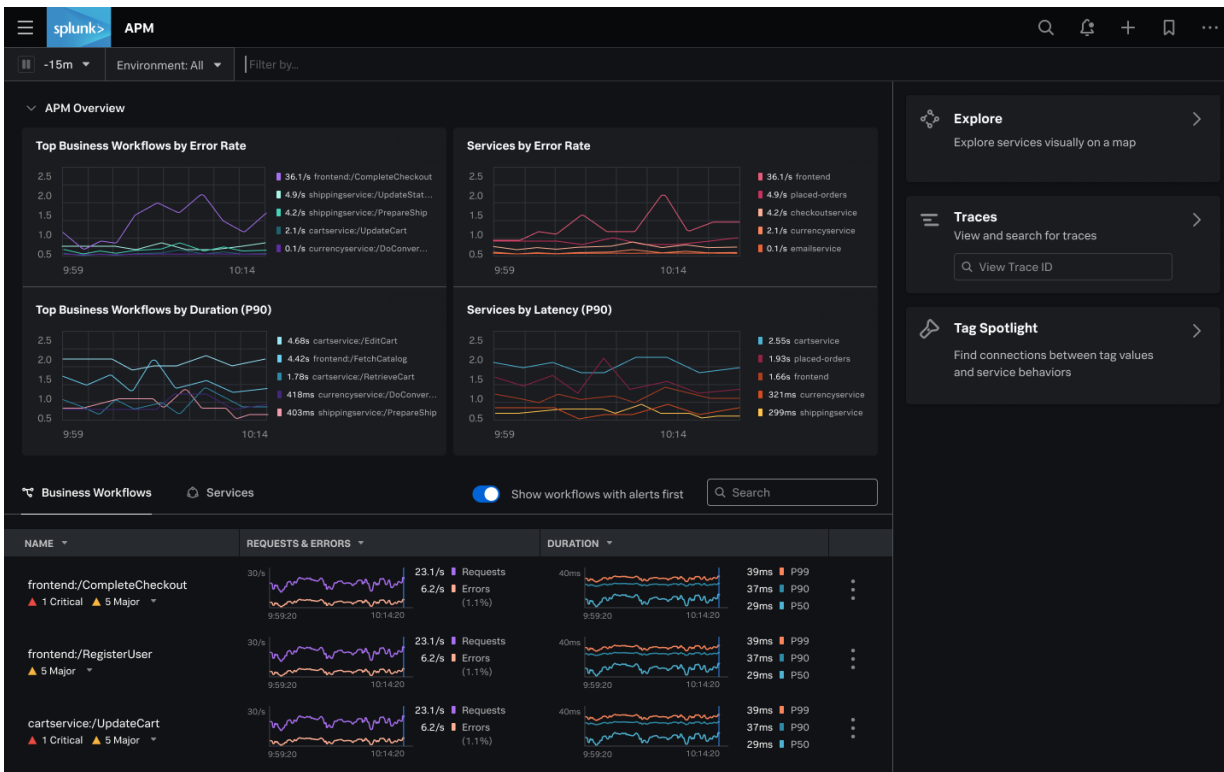 splunk> APM
-15m Environment: All Filter by...
APM Overview
Top Business Workflows by Error Rate
2.5
2.0
1.5
1.0
0.5
9:59 10:14
36.1/s frontend:/CompleteCheckout
4.9/s shippingservice:/UpdateStat...
4.2/s shippingservice:/PrepareShip
2.1/s cartservice:/UpdateCart
0.1/s currencyservice:/DoConver...
Services by Error Rate
2.5
2.0
1.5
1.0
0.5
9:59 10:14
36.1/s frontend
4.9/s placed-orders
4.2/s checkoutservice
2.1/s currencyservice
0.1/s emailservice
Top Business Workflows by Duration (P90)
2.5
2.0
1.5
1.0
0.5
9:59 10:14
4.68s cartservice:/EditCart
4.42s frontend:/FetchCatalog
1.78s cartservice:/RetrieveCart
418ms currencyservice:/DoConver...
403ms shippingservice:/PrepareShip
Services by Latency (P90)
2.5
2.0
1.5
1.0
0.5
9:59 10:14
2.55s cartservice
1.93s placed-orders
1.66s frontend
321ms currencyservice
299ms shippingservice
Explore
Explore services visually on a map
Traces
View and search for traces
View Trace ID
Tag Spotlight
Find connections between tag values
and service behaviors
Business Workflows Services Show workflows with alerts first Search
NAME REQUESTS & ERRORS DURATION
frontend:/CompleteCheckout
1 Critical 5 Major
30/s
9:59:20 10:14:20
23.1/s Requests
6.2/s Errors
(1.1%)
40ms
9:59:20 10:14:20
39ms P99
37ms P90
29ms P50
frontend:/RegisterUser
5 Major
30/s
9:59:20 10:14:20
23.1/s Requests
6.2/s Errors
(1.1%)
40ms
9:59:20 10:14:20
39ms P99
37ms P90
29ms P50
cartservice:/UpdateCart
1 Critical 5 Major
30/s
9:59:20 10:14:20
23.1/s Requests
6.2/s Errors
(1.1%)
40ms
9:59:20 10:14:20
39ms P99
37ms P90
29ms P50